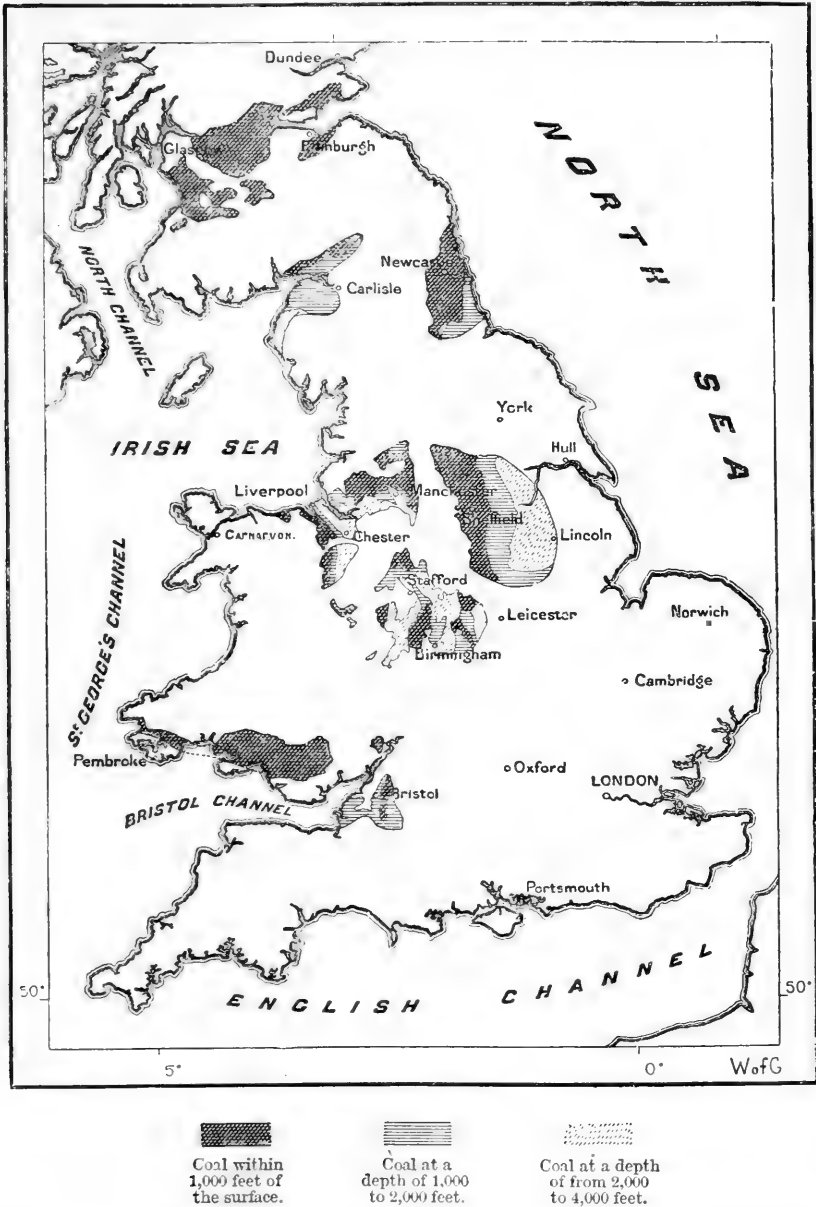 Dundee
Glasgow
Edinburgh
NORTH SEA
NORTH CHANNEL
Newcastle
Carlisle
York
Hull
IRISH SEA
Liverpool
Manchester
Sheffield
CARNARVON.
Chester
Lincoln
Stafford
Leicester
Norwich
ST GEORGE'S CHANNEL
Birmingham
Cambridge
Pembroke
Oxford
LONDON
BRISTOL CHANNEL
Bristol
Portsmouth
50°
50°
ENGLISH CHANNEL
5°
0°
W of G
Coal within
1,000 feet of
the surface.
Coal at a
depth of 1,000
to 2,000 feet.
Coal at a depth
of from 2,000
to 4,000 feet.